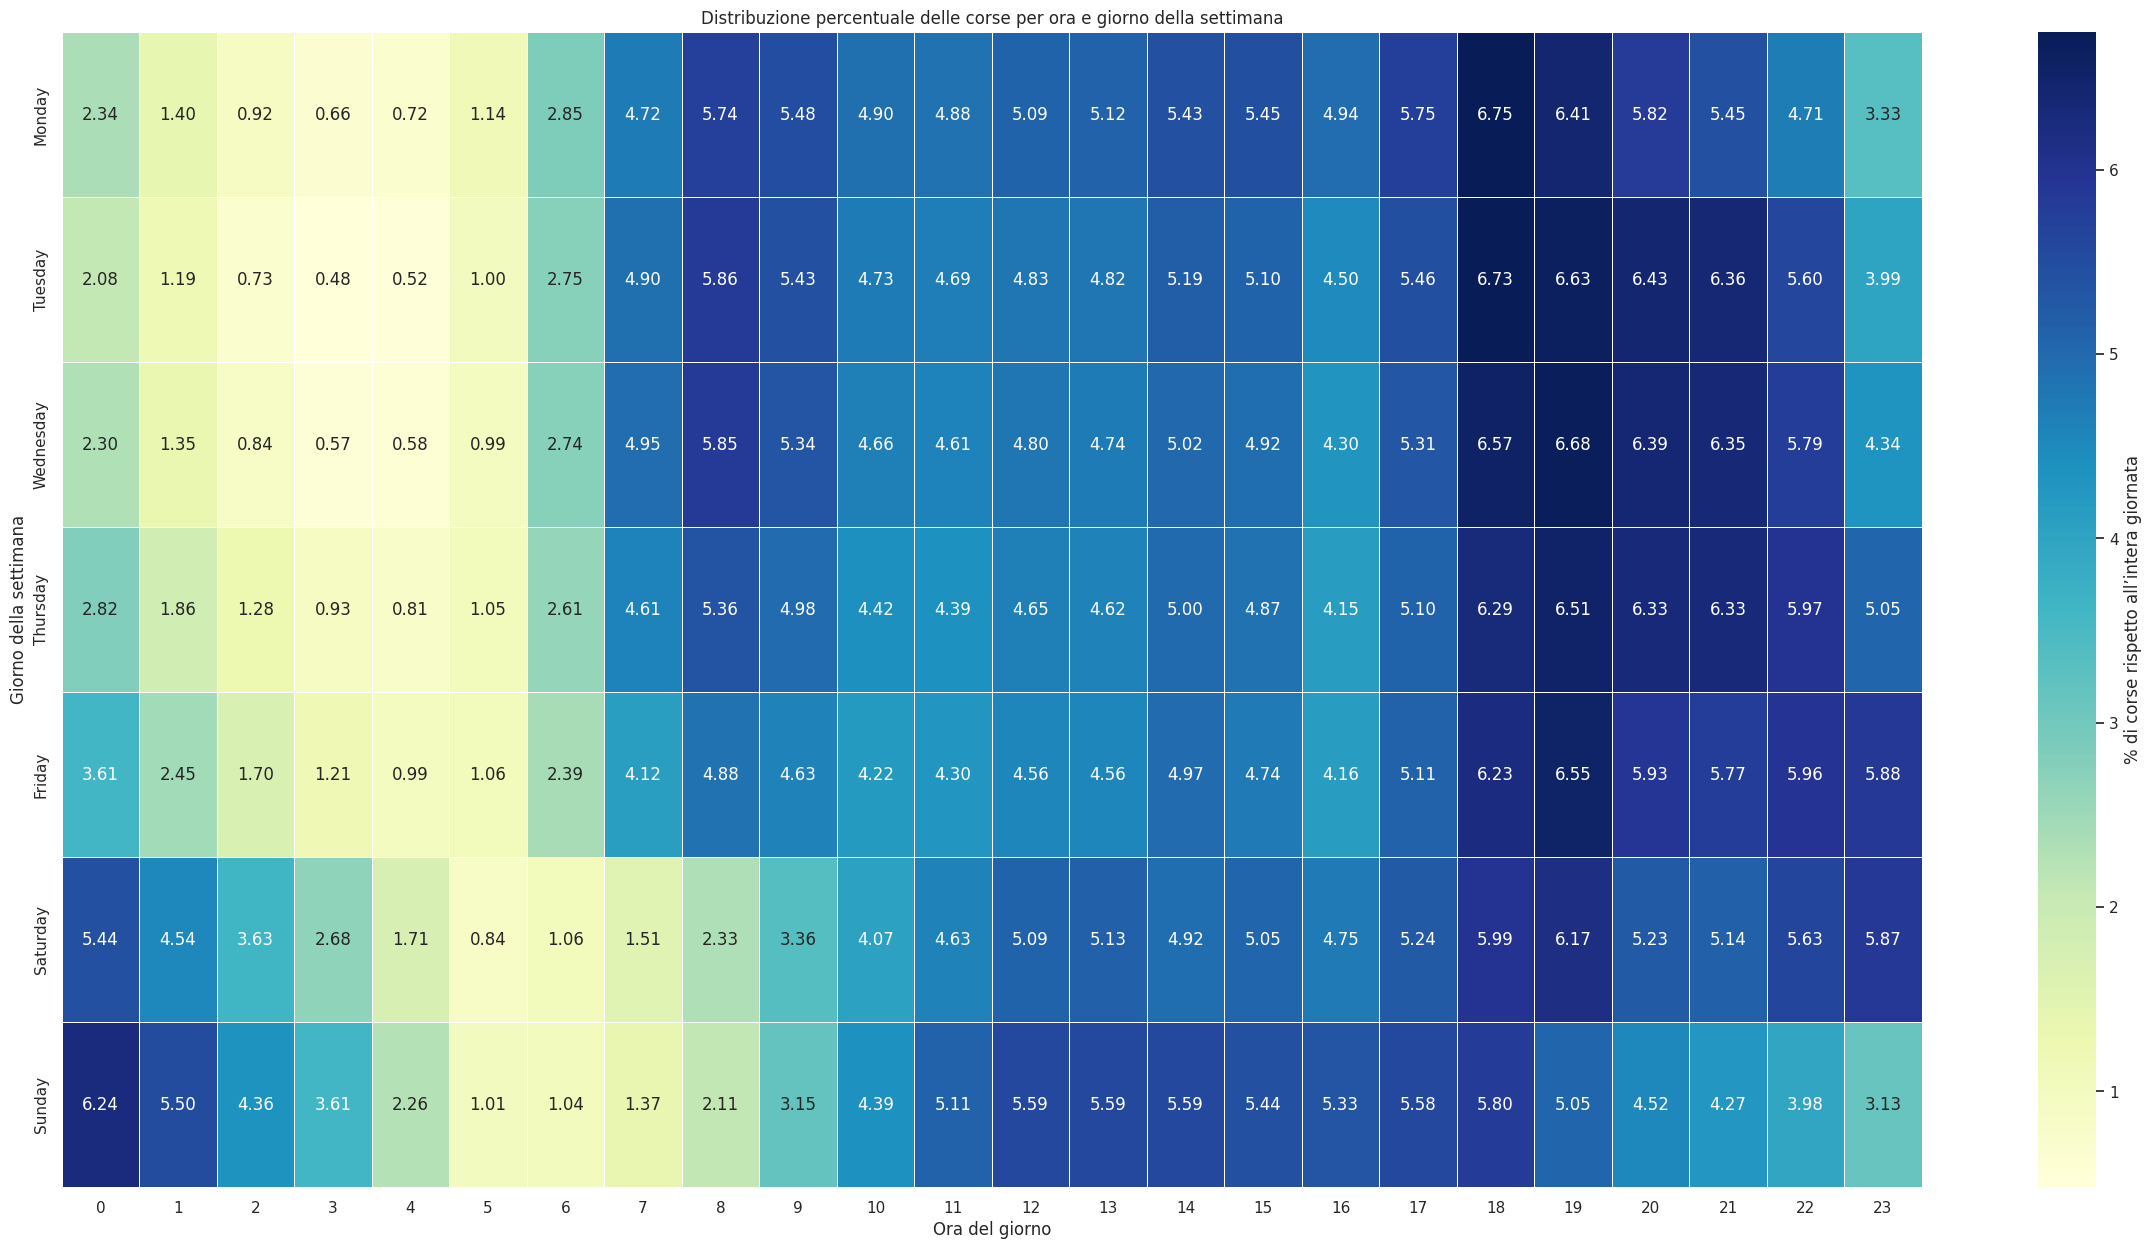 Distribuzione percentuale delle corse per ora e giorno della settimana
Giorno della settimana
Monday 2.34 1.40 0.92 0.66 0.72 1.14 2.85 4.72 5.74 5.48 4.90 4.88 5.09 5.12 5.43 5.45 4.94 5.75 6.75 6.41 5.82 5.45 4.71 3.33
Tuesday 2.08 1.19 0.73 0.48 0.52 1.00 2.75 4.90 5.86 5.43 4.73 4.69 4.83 4.82 5.19 5.10 4.50 5.46 6.73 6.63 6.43 6.36 5.60 3.99
Wednesday 2.30 1.35 0.84 0.57 0.58 0.99 2.74 4.95 5.85 5.34 4.66 4.61 4.80 4.74 5.02 4.92 4.30 5.31 6.57 6.68 6.39 6.35 5.79 4.34
Thursday 2.82 1.86 1.28 0.93 0.81 1.05 2.61 4.61 5.36 4.98 4.42 4.39 4.65 4.62 5.00 4.87 4.15 5.10 6.29 6.51 6.33 6.33 5.97 5.05
Friday 3.61 2.45 1.70 1.21 0.99 1.06 2.39 4.12 4.88 4.63 4.22 4.30 4.56 4.56 4.97 4.74 4.16 5.11 6.23 6.55 5.93 5.77 5.96 5.88
Saturday 5.44 4.54 3.63 2.68 1.71 0.84 1.06 1.51 2.33 3.36 4.07 4.63 5.09 5.13 4.92 5.05 4.75 5.24 5.99 6.17 5.23 5.14 5.63 5.87
Sunday 6.24 5.50 4.36 3.61 2.26 1.01 1.04 1.37 2.11 3.15 4.39 5.11 5.59 5.59 5.59 5.44 5.33 5.58 5.80 5.05 4.52 4.27 3.98 3.13
0 1 2 3 4 5 6 7 8 9 10 11 12 13 14 15 16 17 18 19 20 21 22 23
Ora del giorno
6
5
4
3
2
1
% di corse rispetto all’intera giornata